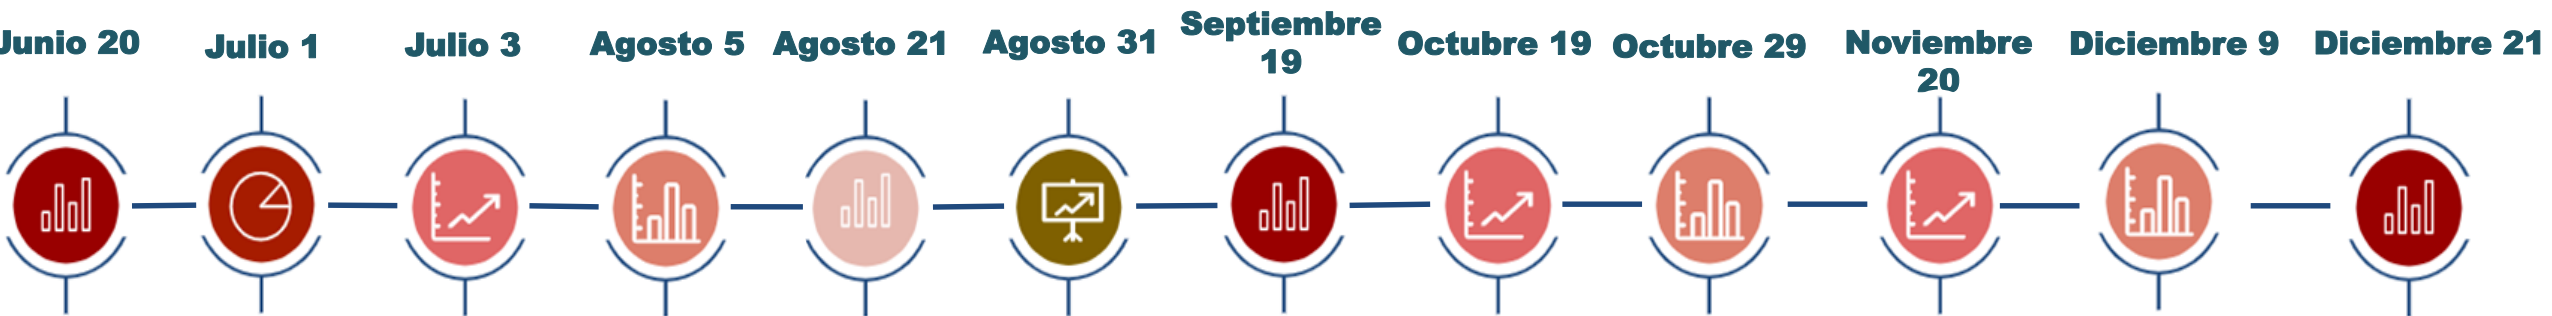 Junio 20
Julio 1
Julio 3
Agosto 5
Agosto 21
Agosto 31
Septiembre
19
Octubre 19
Octubre 29
Noviembre
20
Diciembre 9
Diciembre 21